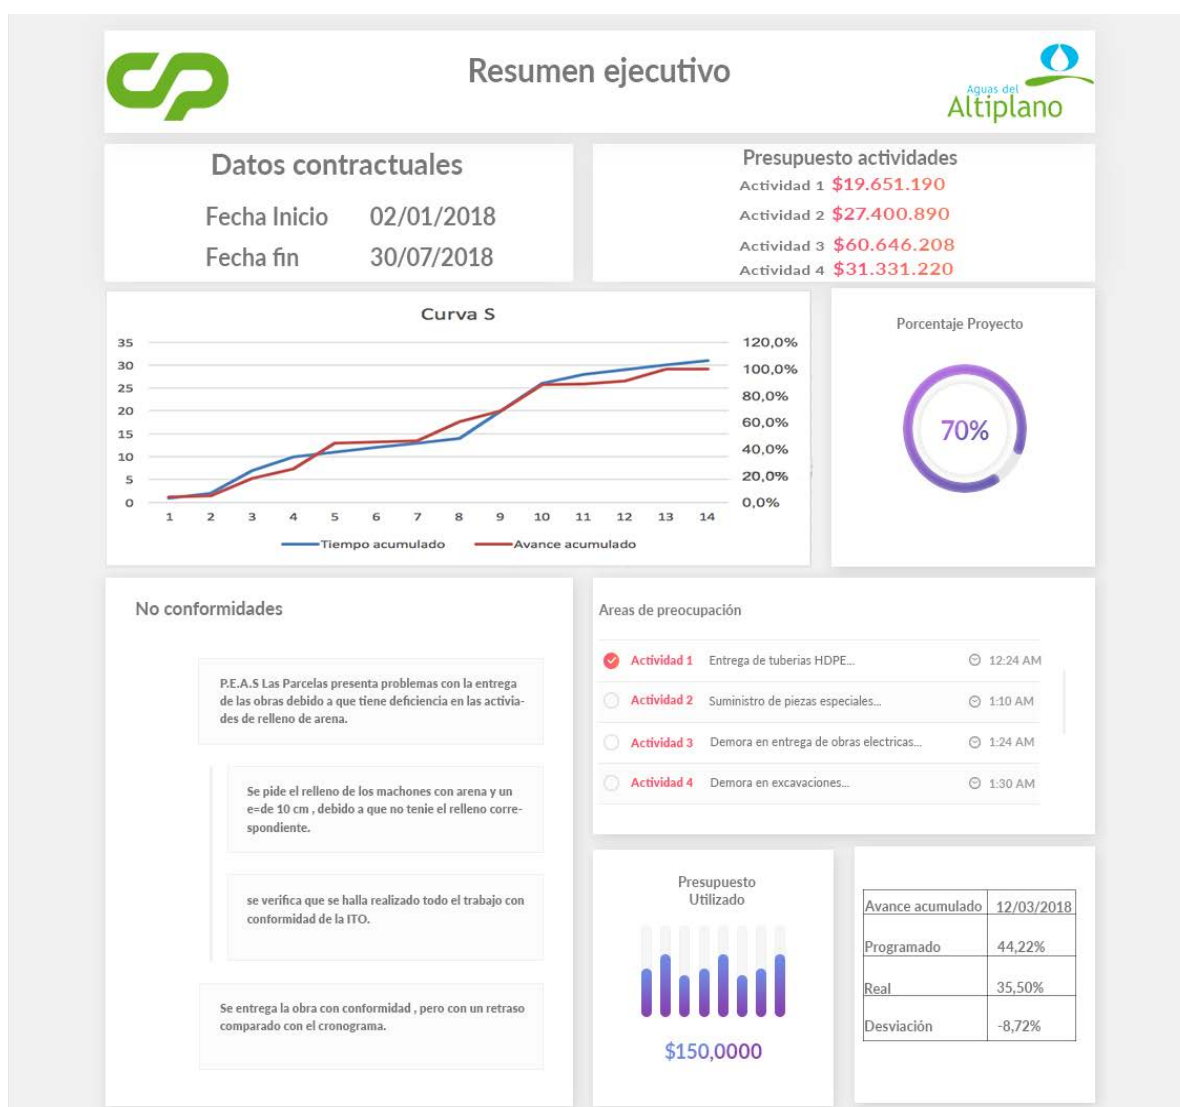 CP
Resumen ejecutivo
Aguas del
Altiplano
Datos contractuales
Fecha Inicio 02/01/2018
Fecha fin 30/07/2018
Presupuesto actividades
Actividad 1 $19.651.190
Actividad 2 $27.400.890
Actividad 3 $60.646.208
Actividad 4 $31.331.220
Curva S
35
30
25
20
15
10
5
0
120,0%
100,0%
80,0%
60,0%
40,0%
20,0%
0,0%
1 2 3 4 5 6 7 8 9 10 11 12 13 14
Tiempo acumulado Avance acumulado
Porcentaje Proyecto
70%
No conformidades
P.E.A.S Las Parcelas presenta problemas con la entrega
de las obras debido a que tiene deficiencia en las activia-
des de relleno de arena.
Se pide el relleno de los machones con arena y un
e=de 10 cm , debido a que no tenie el relleno corre-
spondiente.
se verifica que se halla realizado todo el trabajo con
conformidad de la ITO.
Se entrega la obra con conformidad , pero con un retraso
comparado con el cronograma.
Areas de preocupación
Actividad 1 Entrega de tuberias HDPE... 12:24 AM
Actividad 2 Suministro de piezas especiales... 1:10 AM
Actividad 3 Demora en entrega de obras electricas... 1:24 AM
Actividad 4 Demora en excavaciones... 1:30 AM
Presupuesto
Utilizado
$150,0000
Avance acumulado 12/03/2018
Programado 44,22%
Real 35,50%
Desviación -8,72%